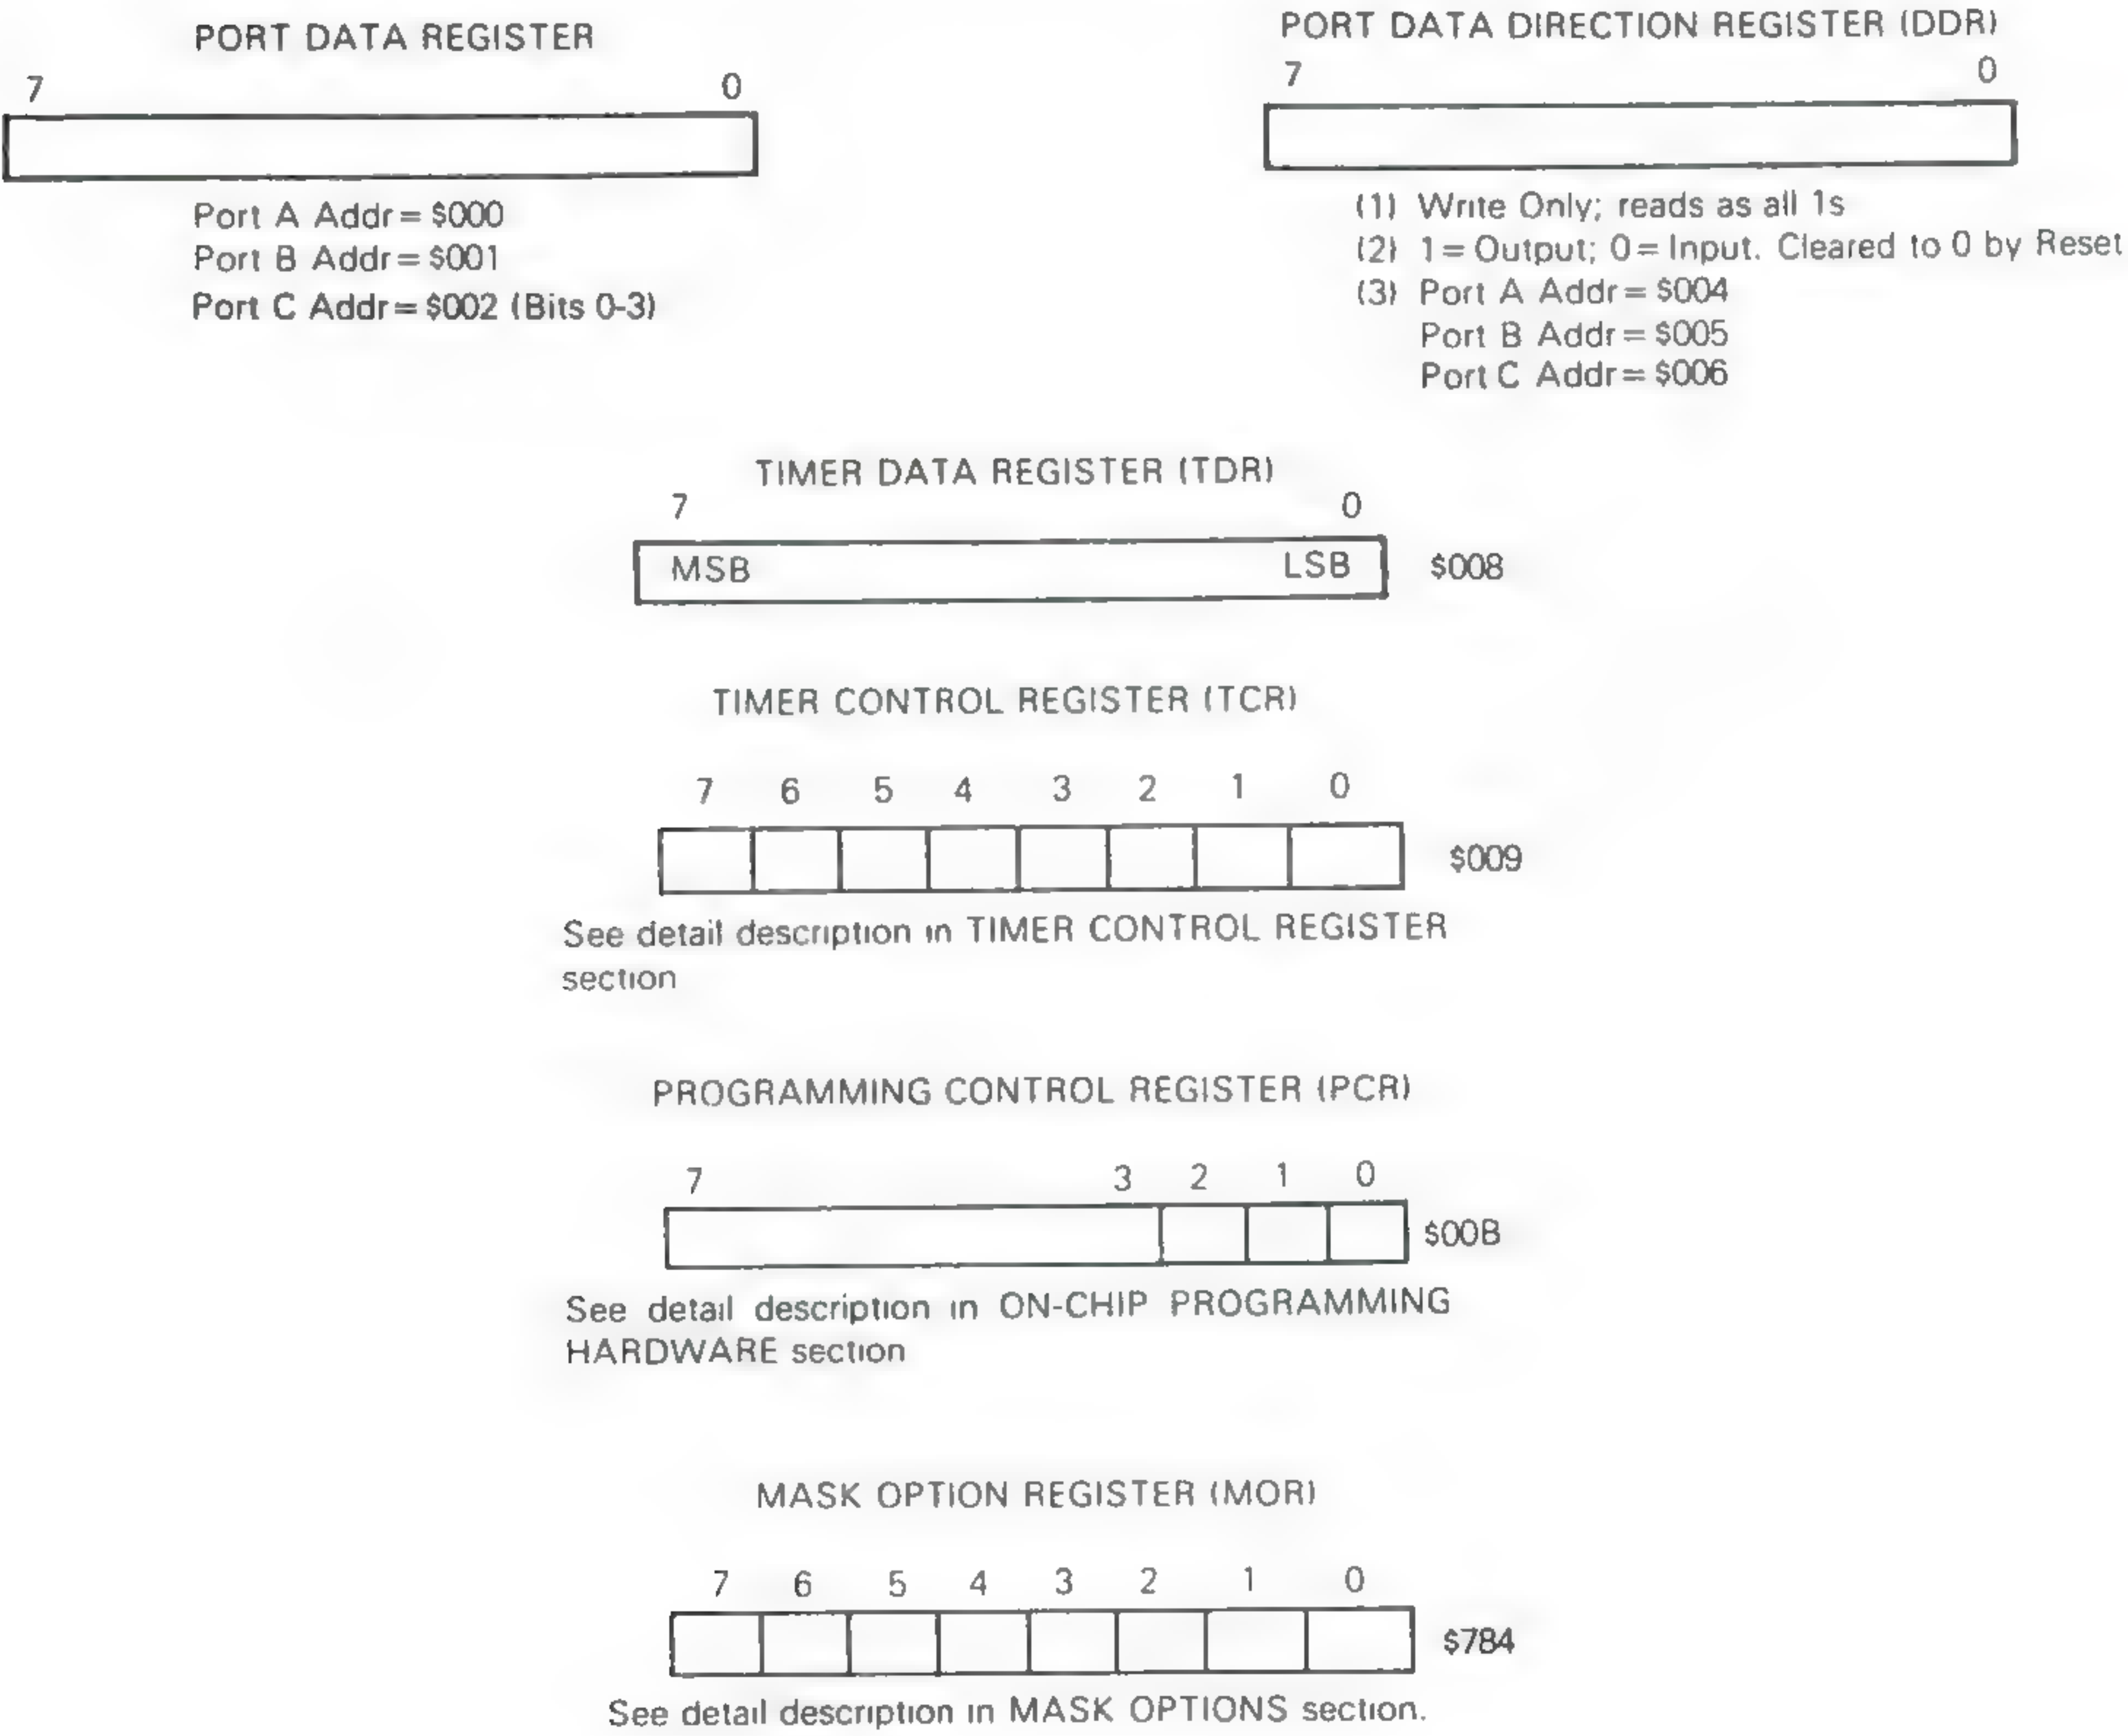 PORT DATA REGISTER
7 0
Port A Addr = $000
Port B Addr = $001
Port C Addr = $002 (Bits 0-3)
PORT DATA DIRECTION REGISTER (DDR)
7 0
(1) Write Only; reads as all 1s
(2) 1 = Output; 0 = Input. Cleared to 0 by Reset
(3) Port A Addr = $004
Port B Addr = $005
Port C Addr = $006
TIMER DATA REGISTER (TDR)
7 0
MSB LSB $008
TIMER CONTROL REGISTER (TCR)
7 6 5 4 3 2 1 0
$009
See detail description in TIMER CONTROL REGISTER
section
PROGRAMMING CONTROL REGISTER (PCR)
7 3 2 1 0
$00B
See detail description in ON-CHIP PROGRAMMING
HARDWARE section
MASK OPTION REGISTER (MOR)
7 6 5 4 3 2 1 0
$784
See detail description in MASK OPTIONS section.